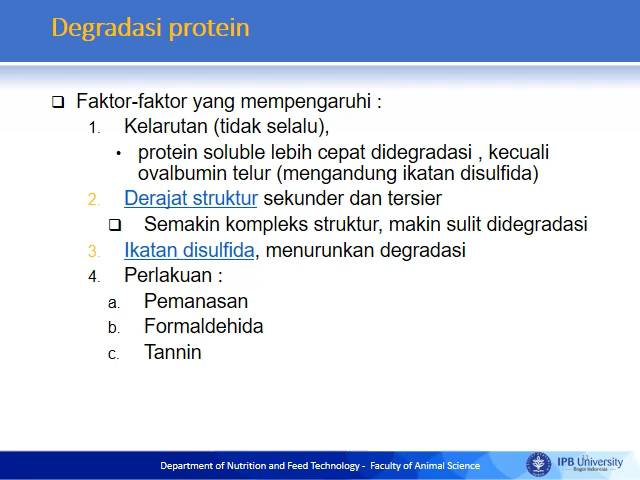 Degradasi protein
❑ Faktor-faktor yang mempengaruhi :
1. Kelarutan (tidak selalu),
• protein soluble lebih cepat didegradasi , kecuali
ovalbumin telur (mengandung ikatan disulfida)
2. Derajat struktur sekunder dan tersier
❑ Semakin kompleks struktur, makin sulit didegradasi
3. Ikatan disulfida, menurunkan degradasi
4. Perlakuan :
a. Pemanasan
b. Formaldehida
c. Tannin
Department of Nutrition and Feed Technology - Faculty of Animal Science
IPB University
Bogor Indonesia